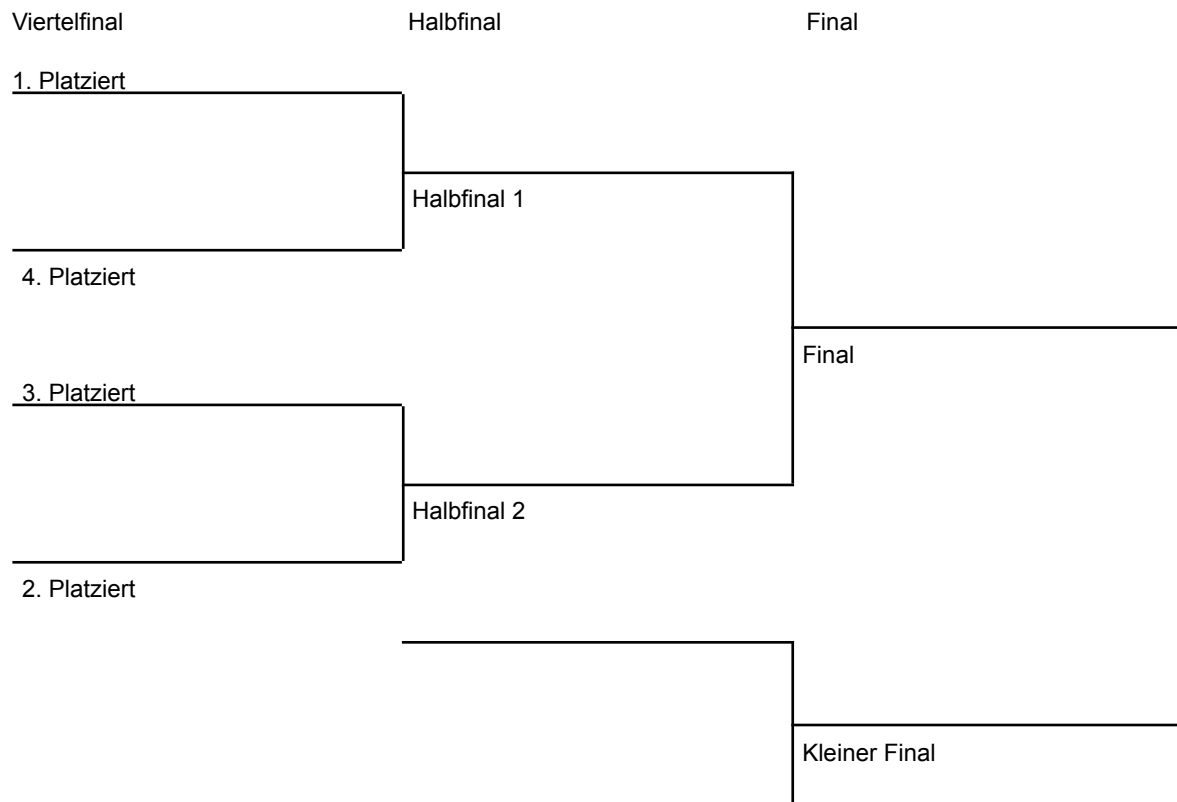 Viertelfinal Halbfinal Final
1. Platziert
Halbfinal 1
4. Platziert
Final
3. Platziert
Halbfinal 2
2. Platziert
Kleiner Final